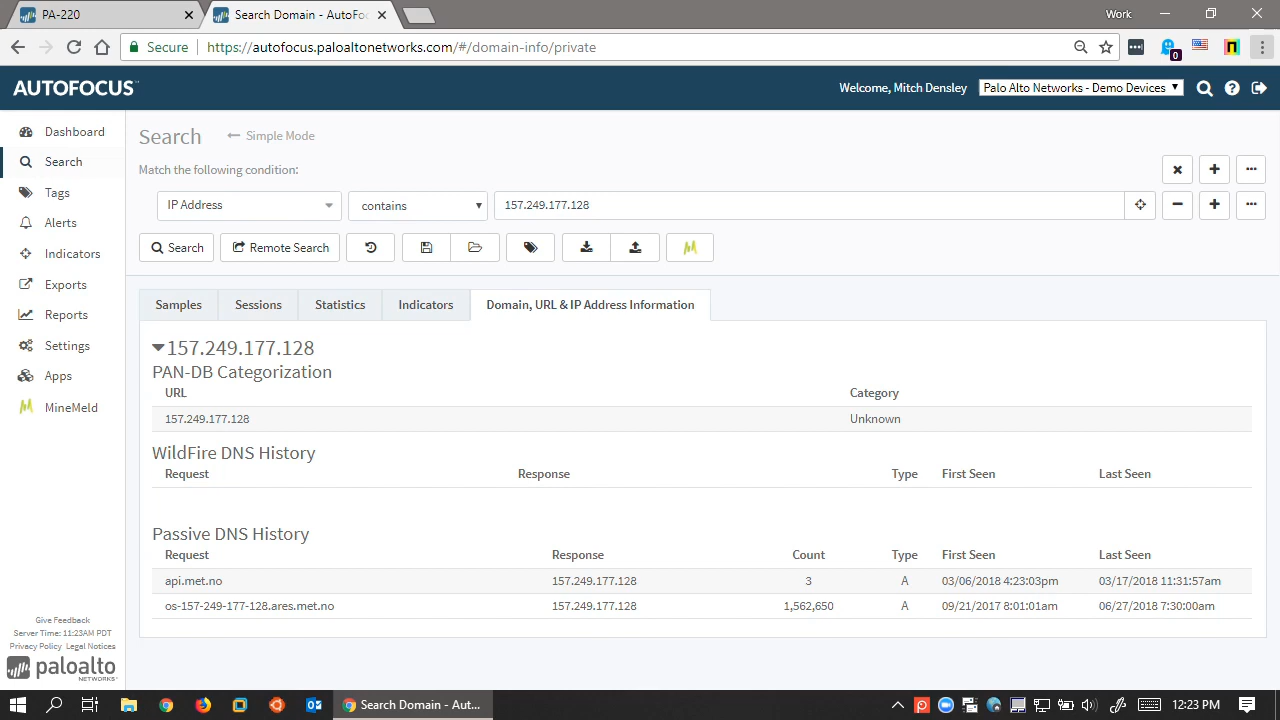 PA-220
Search Domain - AutoFoc
Work
Secure
https://autofocus.paloaltonetworks.com/#/domain-info/private
0
AUTOFOCUS
Welcome, Mitch Densley
Palo Alto Networks - Demo Devices
Dashboard
Search
Tags
Alerts
Indicators
Exports
Reports
Settings
Apps
MineMeld
Give Feedback
Server Time: 11:23AM PDT
Privacy Policy Legal Notices
paloalto
NETWORKS
Search
Simple Mode
Match the following condition:
IP Address
contains
157.249.177.128
Search
Remote Search
Samples
Sessions
Statistics
Indicators
Domain, URL & IP Address Information
157.249.177.128
PAN-DB Categorization
URL Category
157.249.177.128 Unknown
WildFire DNS History
Request Response Type First Seen Last Seen
Passive DNS History
Request Response Count Type First Seen Last Seen
api.met.no 157.249.177.128 3 A 03/06/2018 4:23:03pm 03/17/2018 11:31:57am
os-157-249-177-128.ares.met.no 157.249.177.128 1,562,650 A 09/21/2017 8:01:01am 06/27/2018 7:30:00am
Search Domain - Aut...
12:23 PM